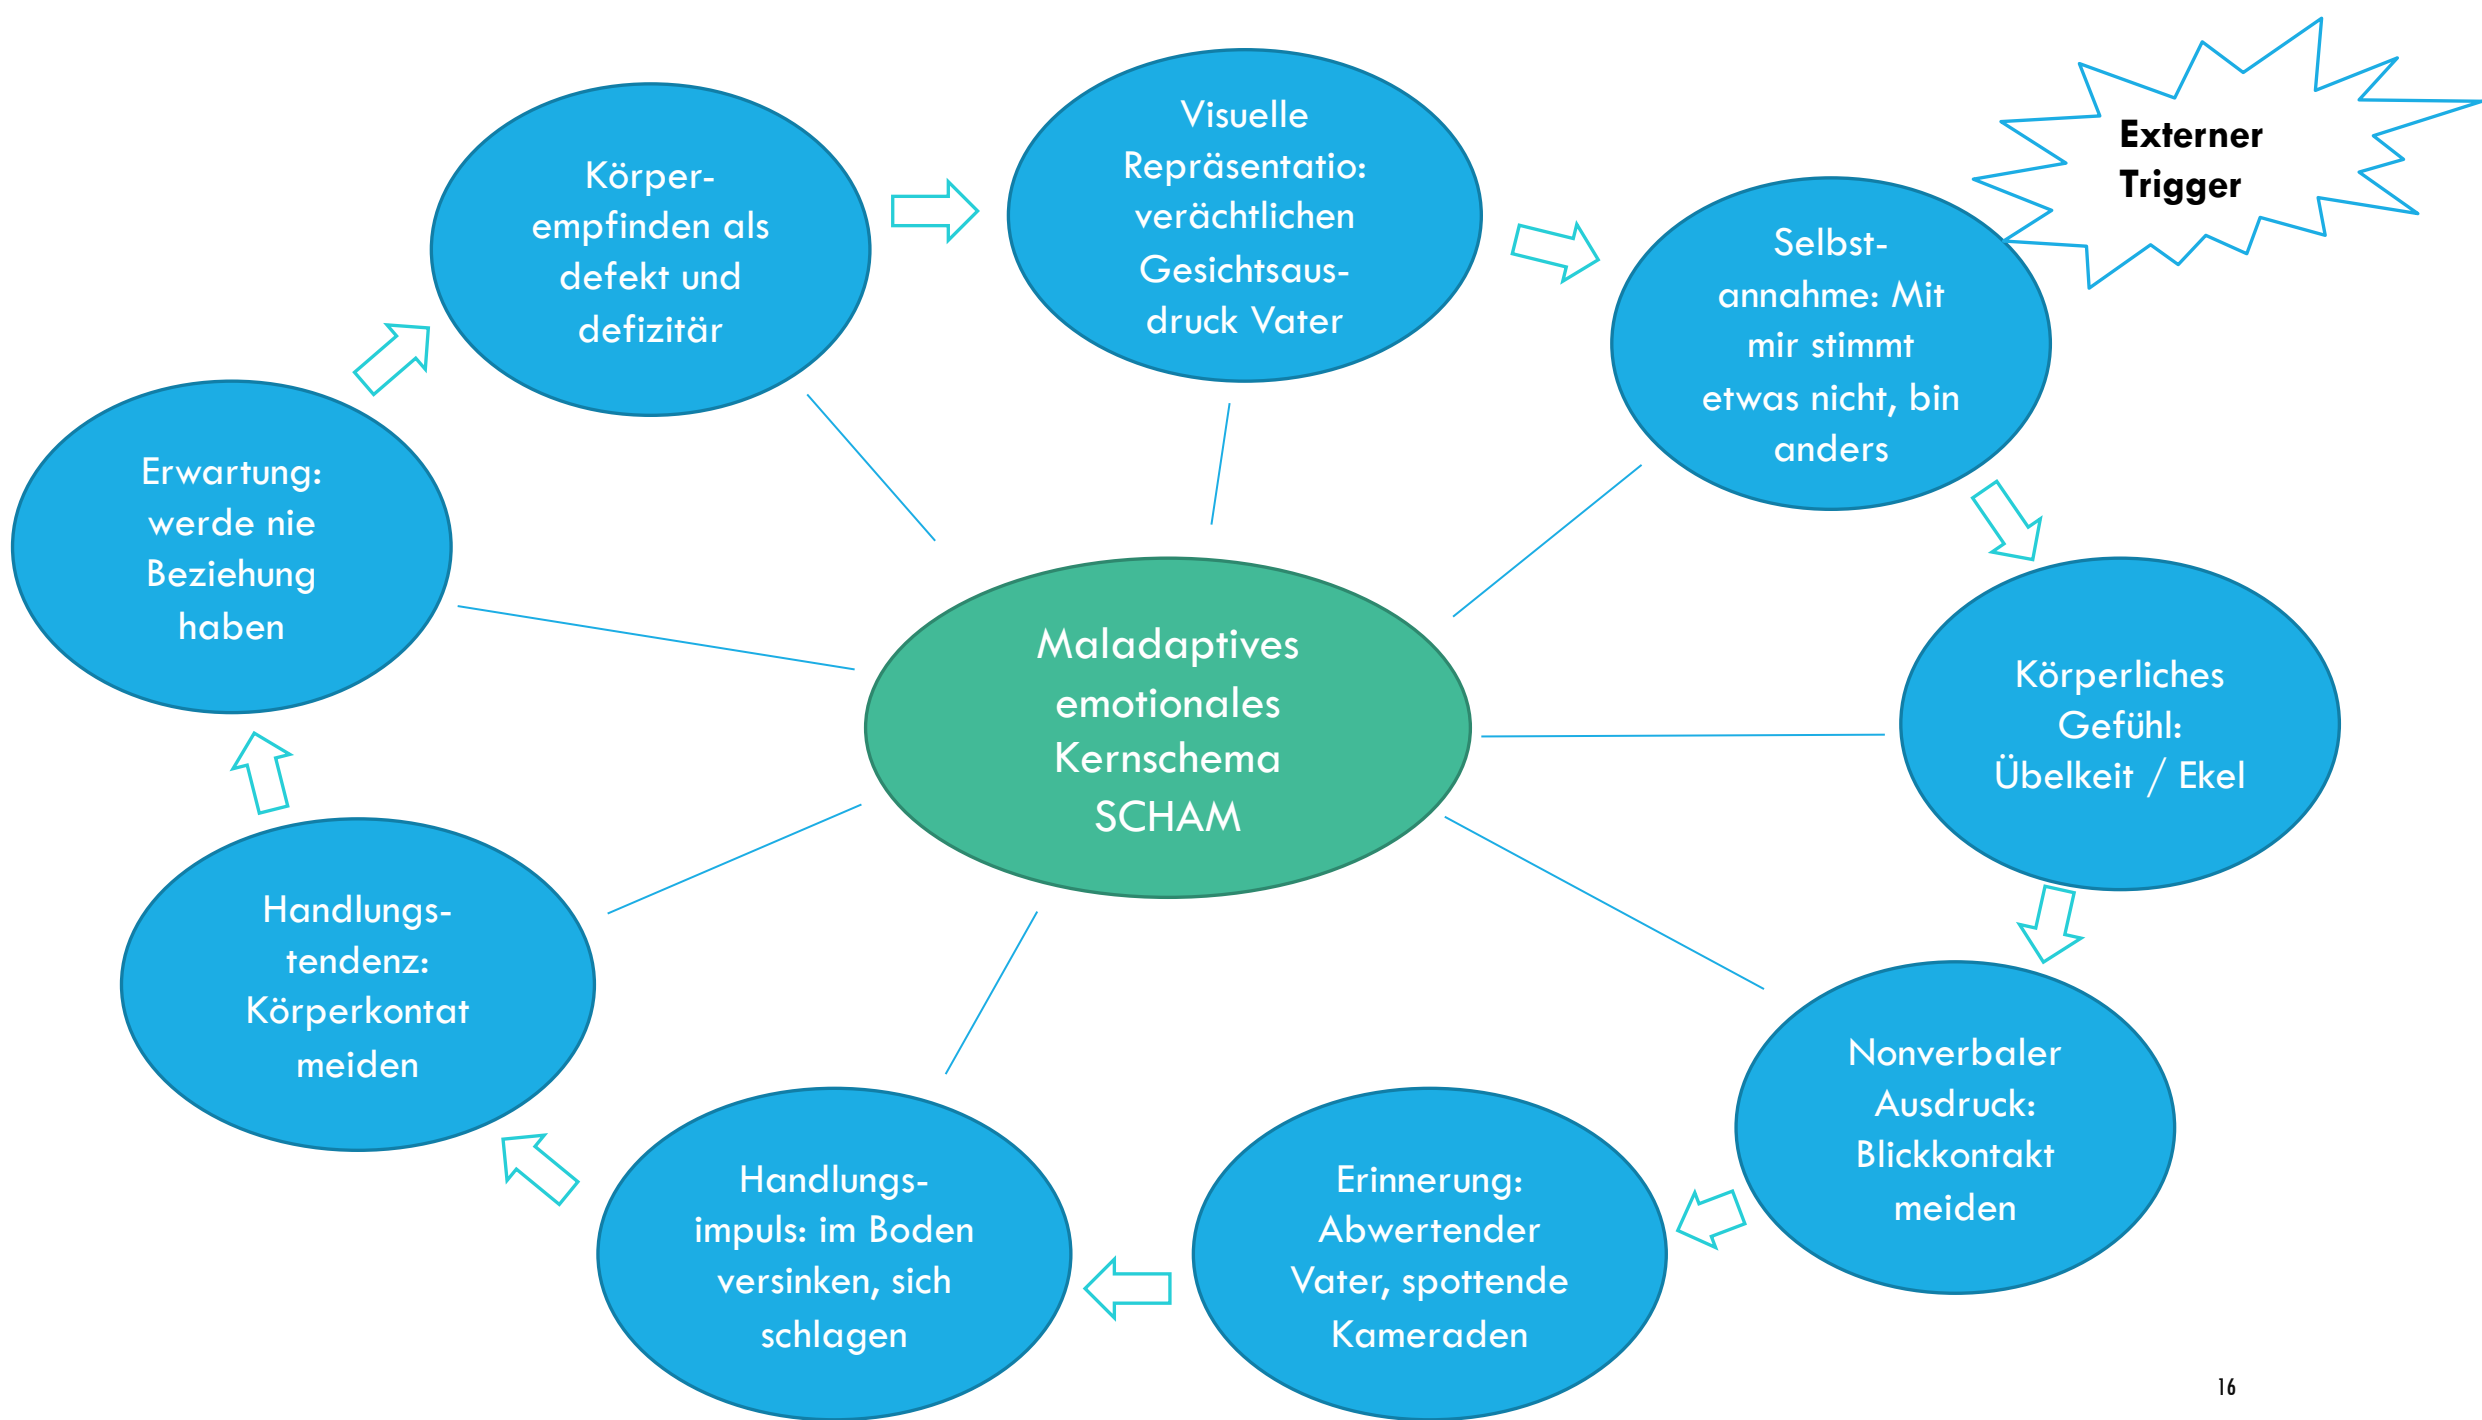 Externer
Trigger
Visuelle
Repräsentatio:
verächtlichen
Gesichtsaus-
druck Vater
Selbst-
annahme: Mit
mir stimmt
etwas nicht, bin
anders
Körperliches
Gefühl:
Übelkeit / Ekel
Nonverbaler
Ausdruck:
Blickkontakt
meiden
Erinnerung:
Abwertender
Vater, spottende
Kameraden
Handlungs-
impuls: im Boden
versinken, sich
schlagen
Handlungs-
tendenz:
Körperkontat
meiden
Erwartung:
werde nie
Beziehung
haben
Körper-
empfinden als
defekt und
defizitär
Maladaptives
emotionales
Kernschema
SCHAM
16